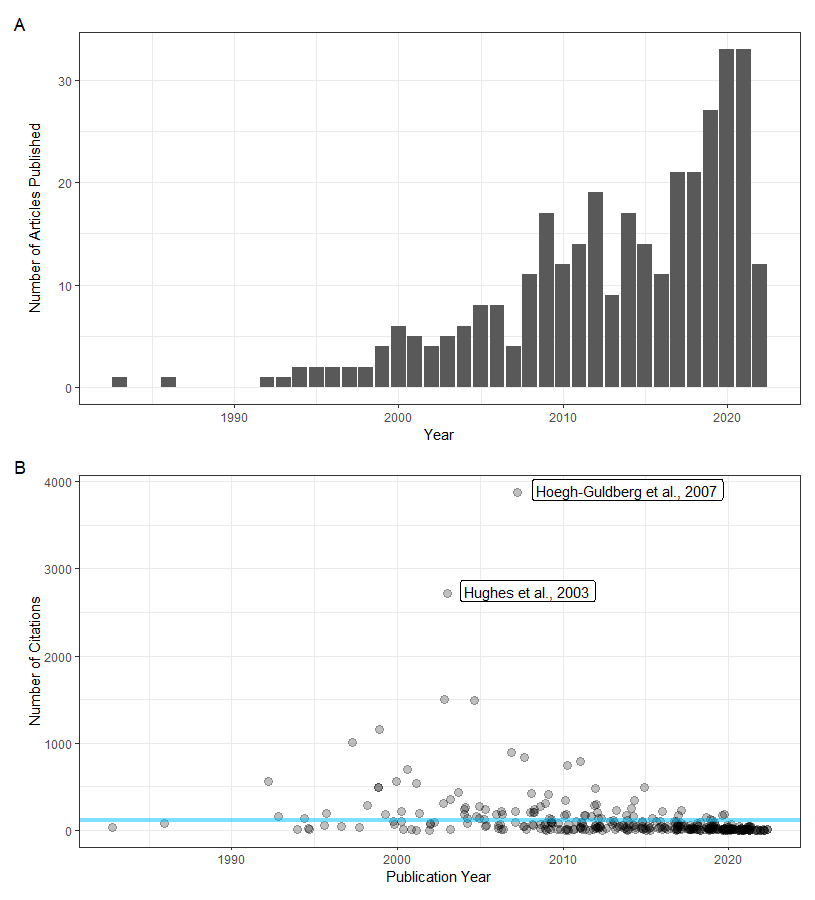 A
Number of Articles Published
30
20
10
0
1990
2000
2010
2020
Year
B
Number of Citations
4000
3000
2000
1000
0
Hoegh-Guldberg et al., 2007
Hughes et al., 2003
1990
2000
2010
2020
Publication Year